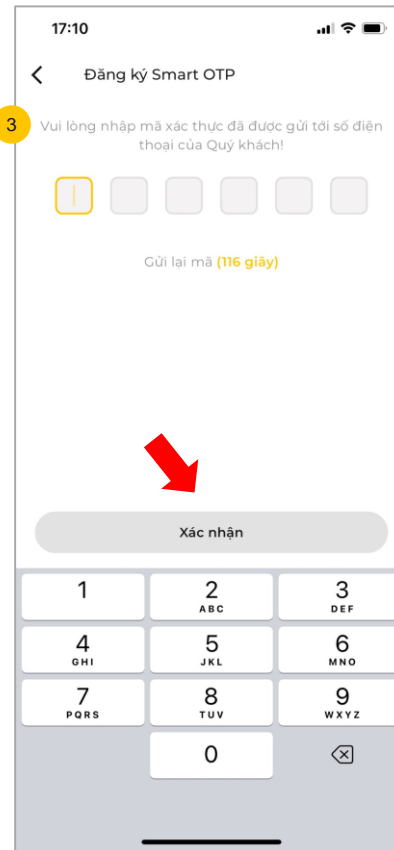 17:10
Đăng ký Smart OTP
3
Vui lòng nhập mã xác thực đã được gửi tới số điện
thoại của Quý khách!
Gửi lại mã (116 giây)
Xác nhận
1
2
ABC
3
DEF
4
GHI
5
JKL
6
MNO
7
PQRS
8
TUV
9
WXYZ
0